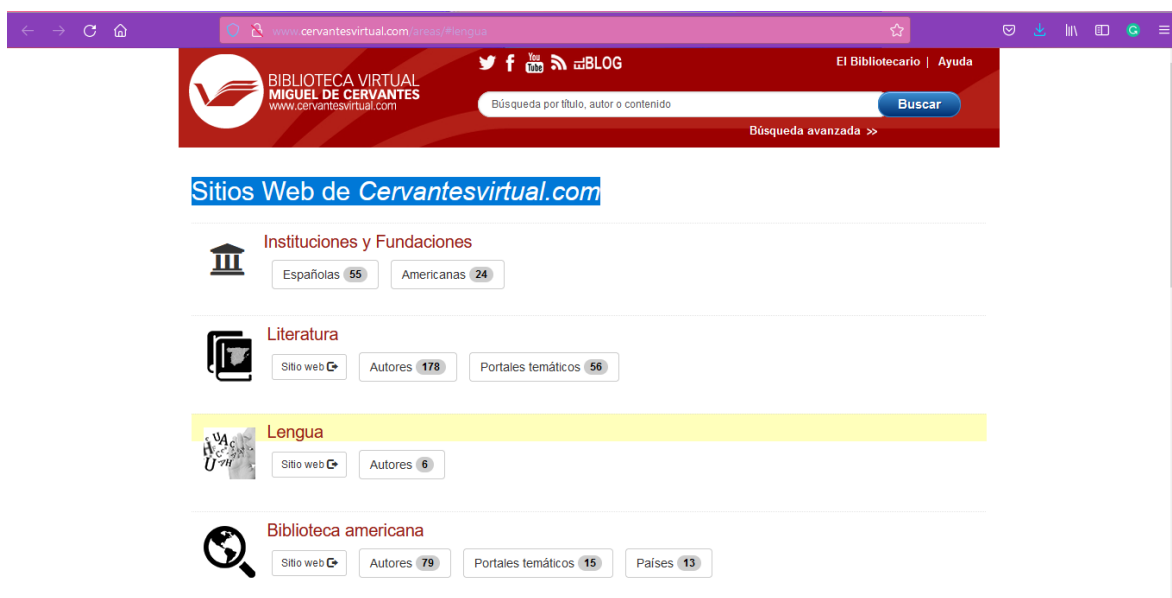 www.cervantesvirtual.com/areas/#lengua
BIBLIOTECA VIRTUAL
MIGUEL DE CERVANTES
www.cervantesvirtual.com
You
Tube
BLOG
El Bibliotecario | Ayuda
Búsqueda por título, autor o contenido
Buscar
Búsqueda avanzada >>
Sitios Web de Cervantesvirtual.com
Instituciones y Fundaciones
Españolas 55 Americanas 24
Literatura
Sitio web Autores 178 Portales temáticos 56
Lengua
Sitio web Autores 6
Biblioteca americana
Sitio web Autores 79 Portales temáticos 15 Países 13